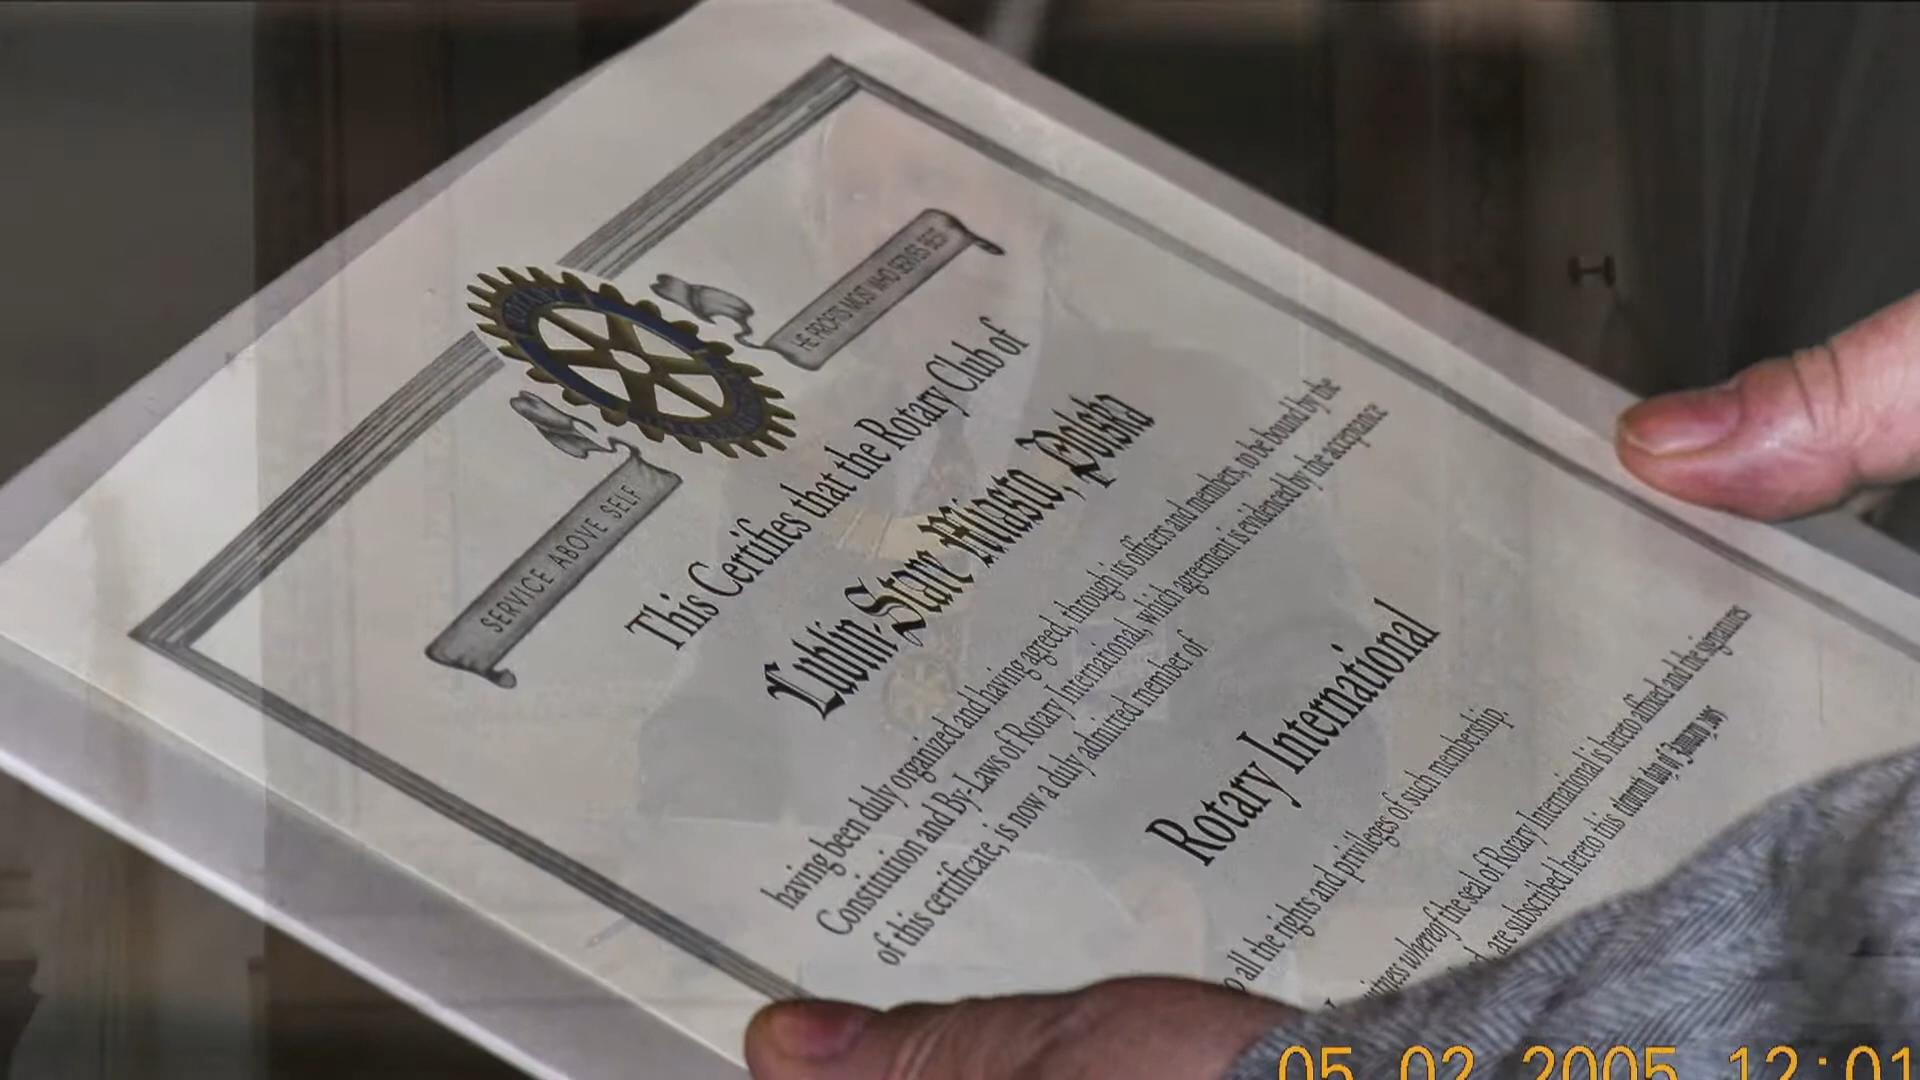 HE PROFITS MOST WHO SERVES BEST
SERVICE ABOVE SELF
This Certifies that the Rotary Club of
Lublin-Stare Miasto, Polska
having been duly organized and having agreed, through its officers and members, to be bound by the
Constitution and By-Laws of Rotary International, which agreement is evidenced by the acceptance
of this certificate, is now a duly admitted member of
Rotary International
all the rights and privileges of such membership.
whereof the seal of Rotary International is hereto affixed and the signatures
are subscribed hereto this day of January, 2005
05 02 2005 12:01